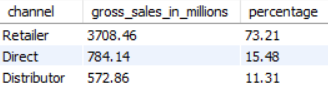 channel gross_sales_in_millions percentage
Retailer 3708.46 73.21
Direct 784.14 15.48
Distributor 572.86 11.31